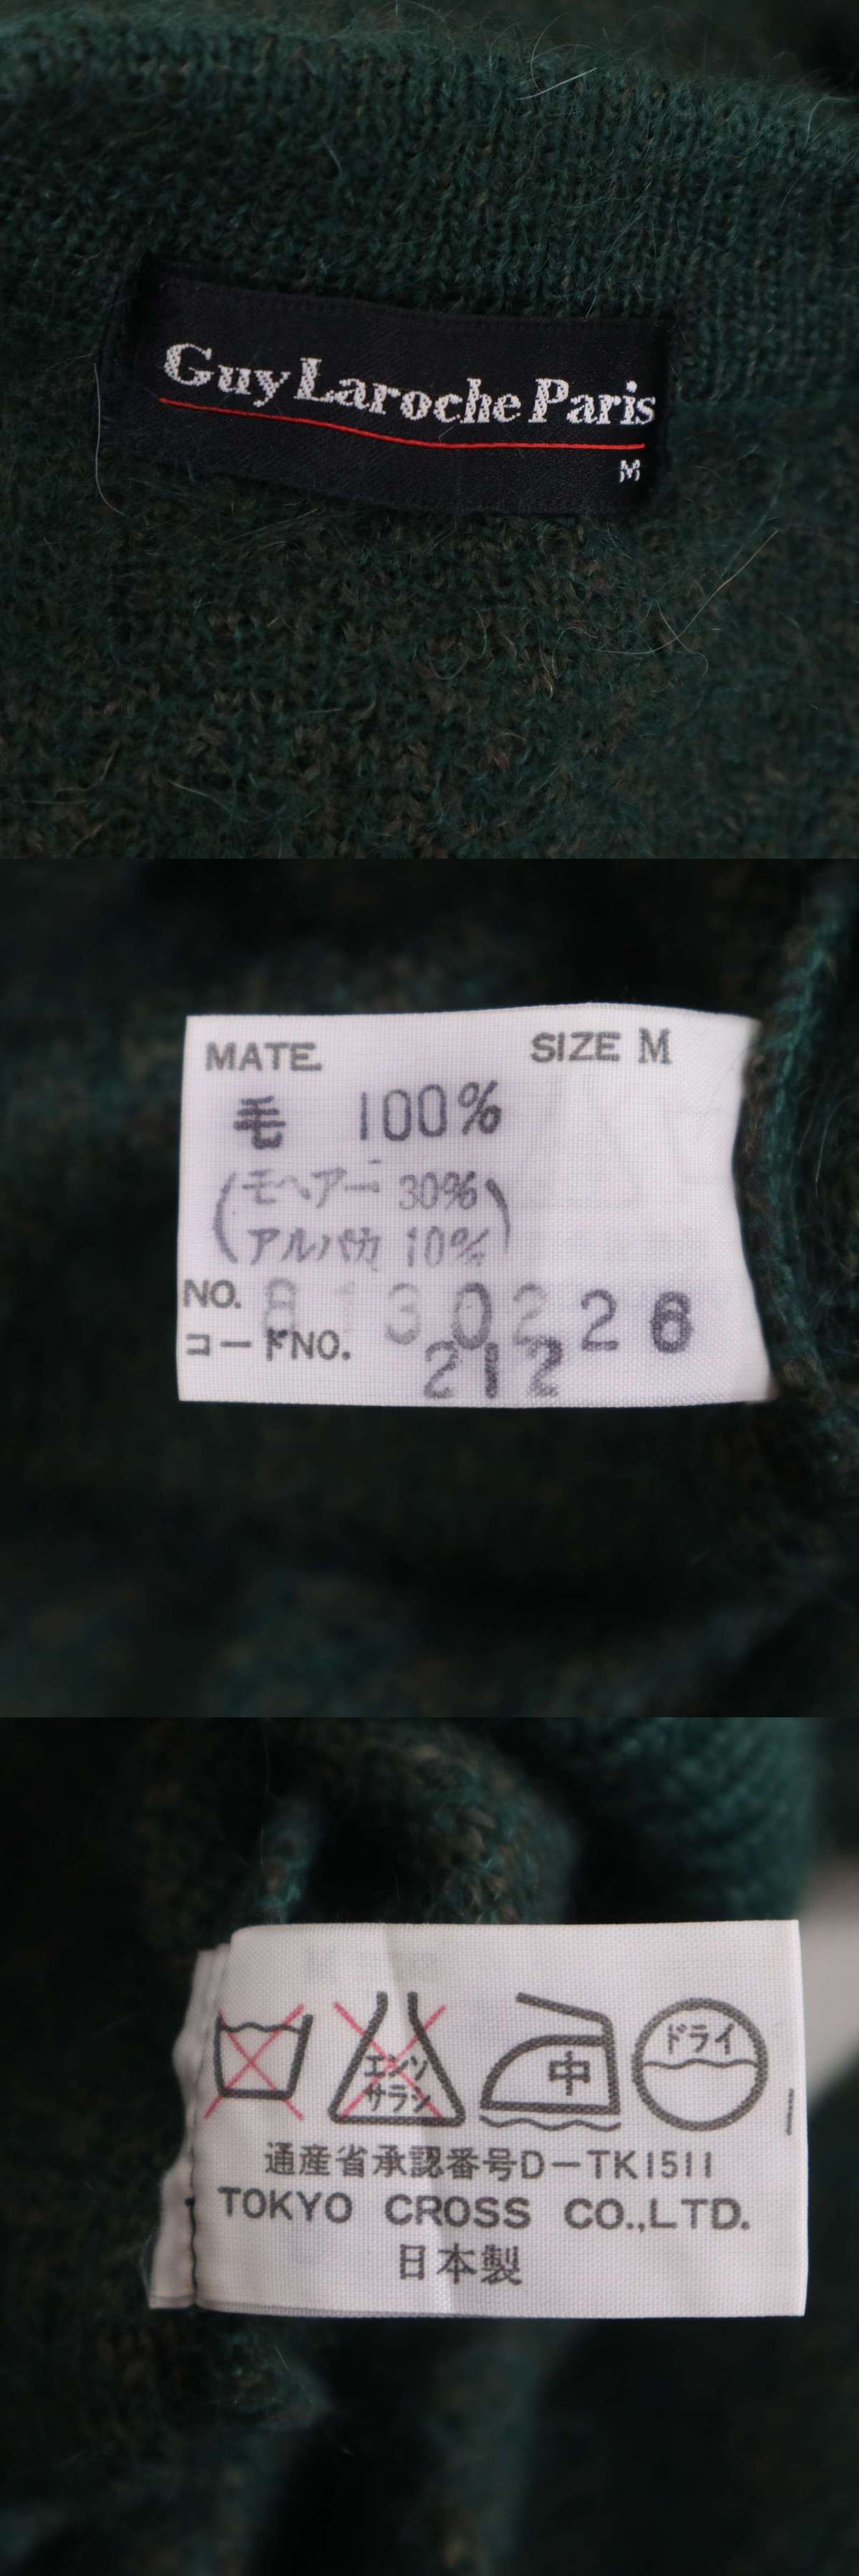 Guy Laroche Paris
M
MATE. SIZE M
毛 100%
(モヘアー 30%
アルパカ 10%)
NO. 8130226
コードNO. 212
エンソ
サラシ
中
ドライ
通産省承認番号D-TK1511
TOKYO CROSS CO.,LTD.
日本製